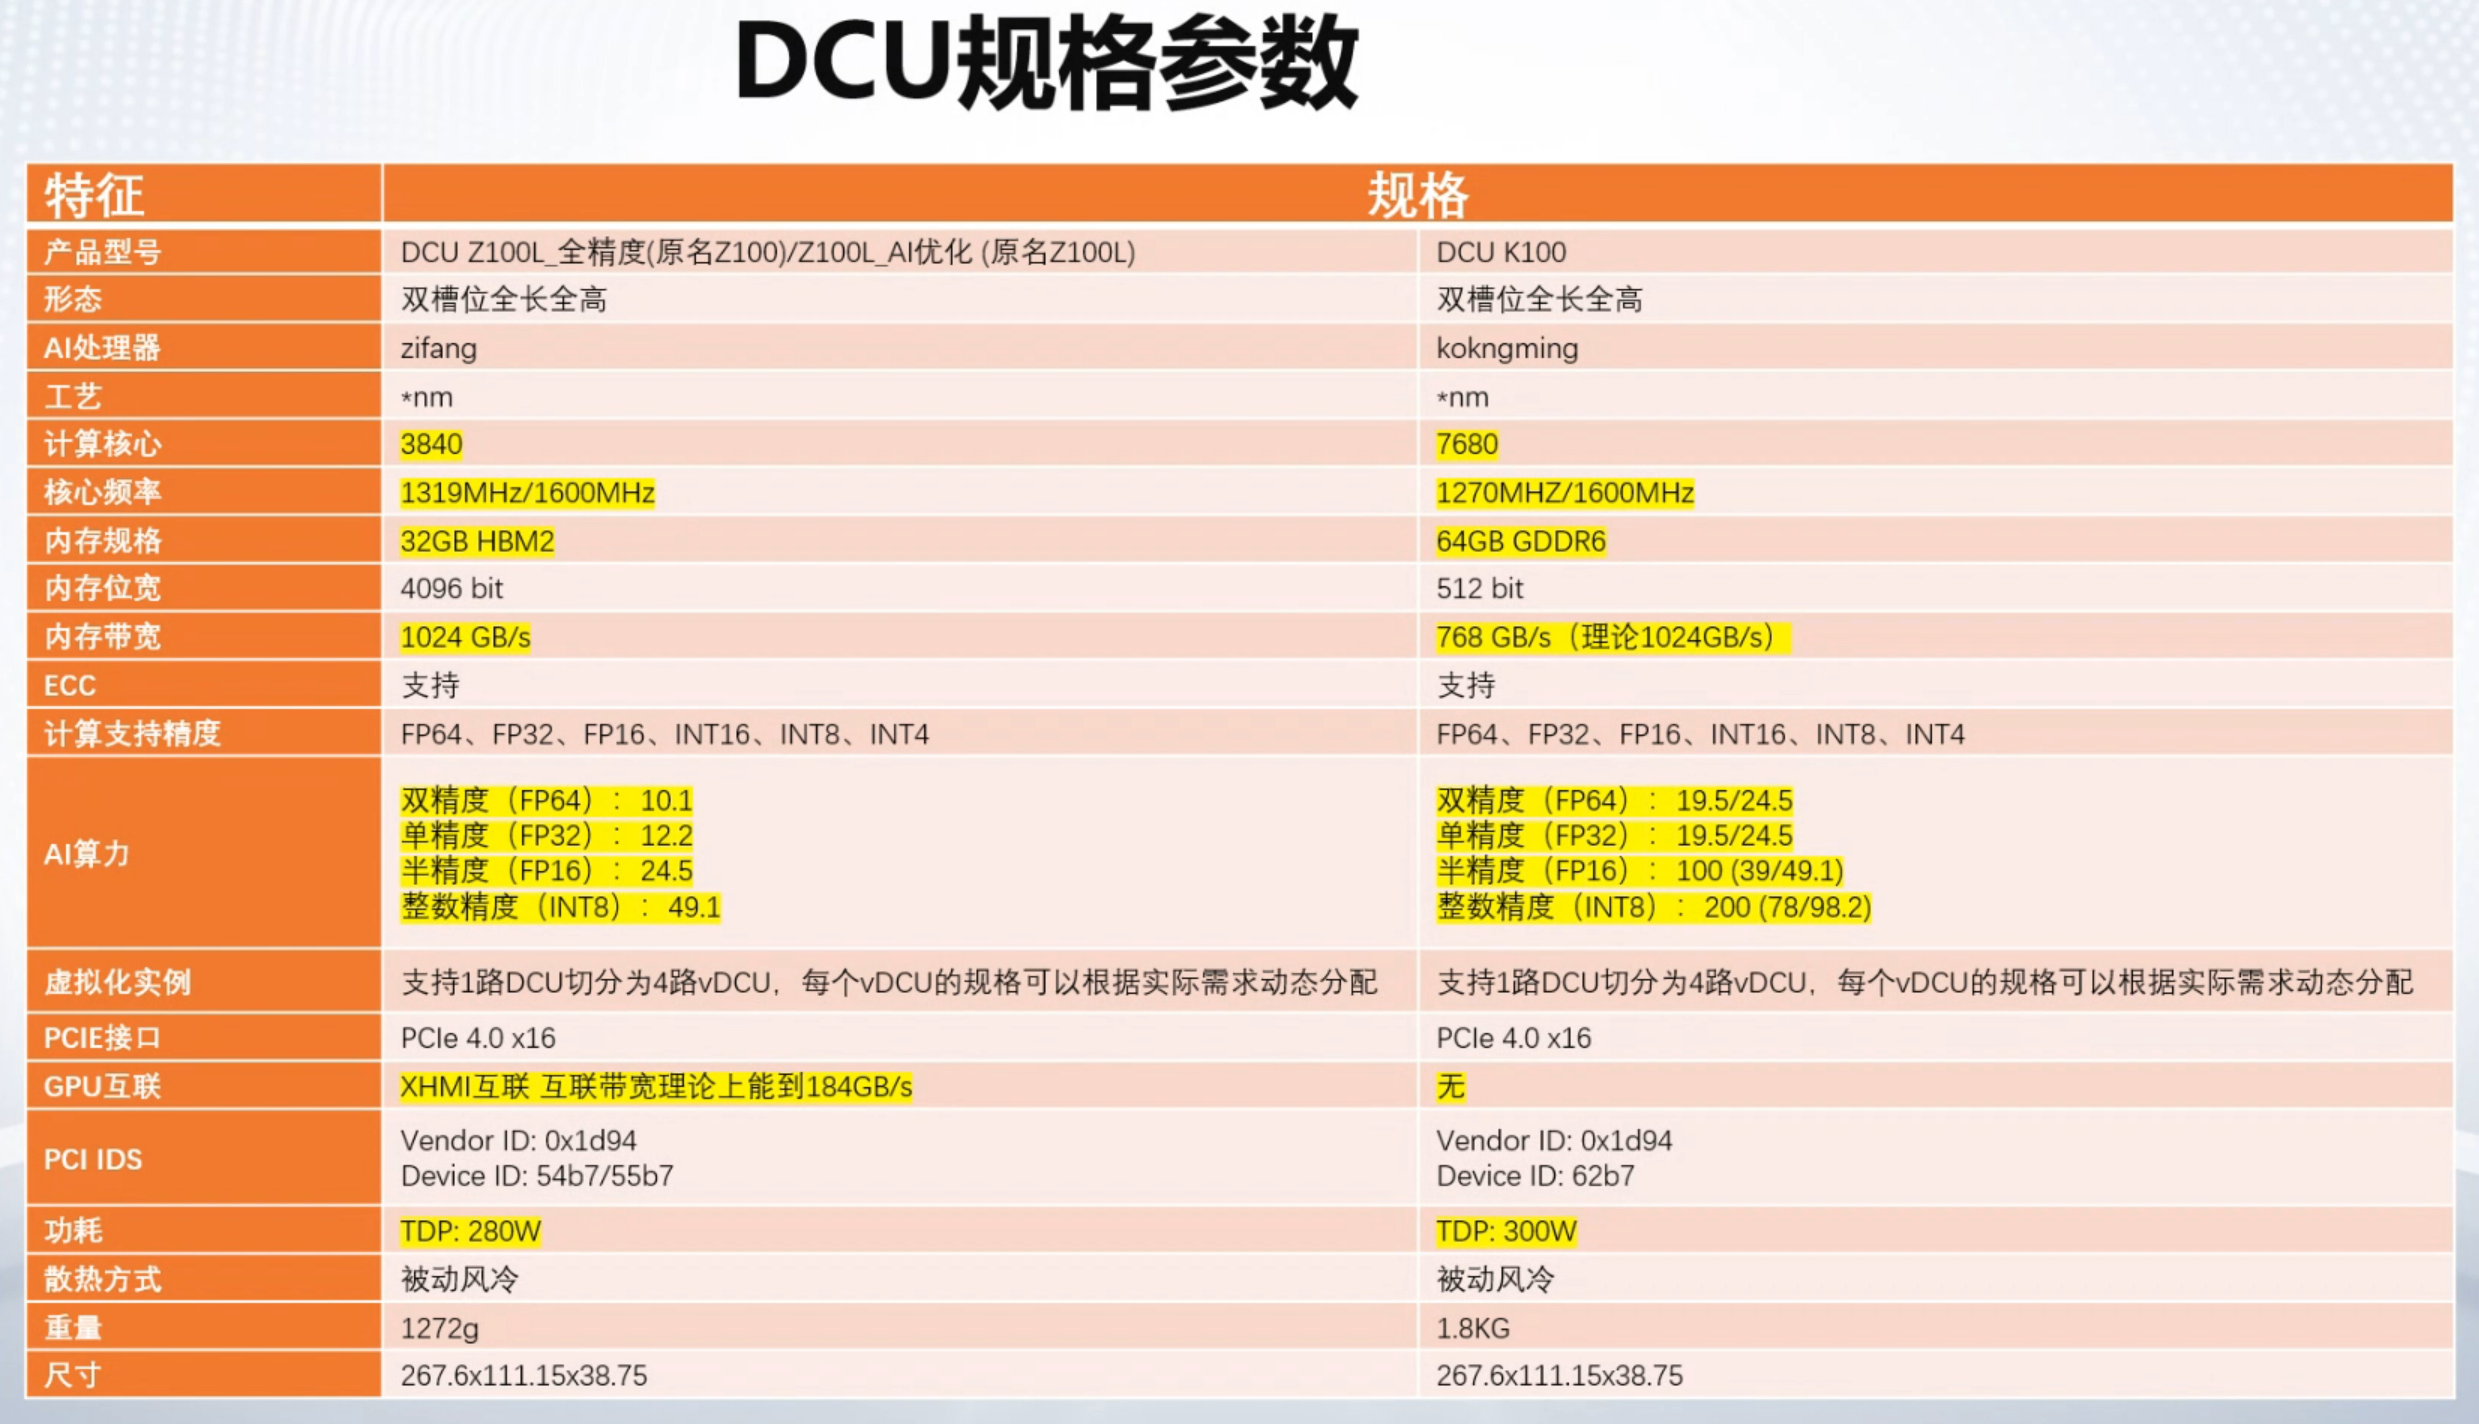 DCU规格参数
特征 规格
产品型号 DCU Z100L_全精度(原名Z100)/Z100L_AI优化 (原名Z100L) DCU K100
形态 双槽位全长全高 双槽位全长全高
AI处理器 zifang kokngming
工艺 *nm *nm
计算核心 3840 7680
核心频率 1319MHz/1600MHz 1270MHZ/1600MHz
内存规格 32GB HBM2 64GB GDDR6
内存位宽 4096 bit 512 bit
内存带宽 1024 GB/s 768 GB/s（理论1024GB/s）
ECC 支持 支持
计算支持精度 FP64、FP32、FP16、INT16、INT8、INT4 FP64、FP32、FP16、INT16、INT8、INT4
AI算力
双精度（FP64）：10.1 双精度（FP64）：19.5/24.5
单精度（FP32）：12.2 单精度（FP32）：19.5/24.5
半精度（FP16）：24.5 半精度（FP16）：100 (39/49.1)
整数精度（INT8）：49.1 整数精度（INT8）：200 (78/98.2)
虚拟化实例 支持1路DCU切分为4路vDCU，每个vDCU的规格可以根据实际需求动态分配 支持1路DCU切分为4路vDCU，每个vDCU的规格可以根据实际需求动态分配
PCIE接口 PCIe 4.0 x16 PCIe 4.0 x16
GPU互联 XHMI互联 互联带宽理论上能到184GB/s 无
PCI IDS
Vendor ID: 0x1d94 Vendor ID: 0x1d94
Device ID: 54b7/55b7 Device ID: 62b7
功耗 TDP: 280W TDP: 300W
散热方式 被动风冷 被动风冷
重量 1272g 1.8KG
尺寸 267.6x111.15x38.75 267.6x111.15x38.75